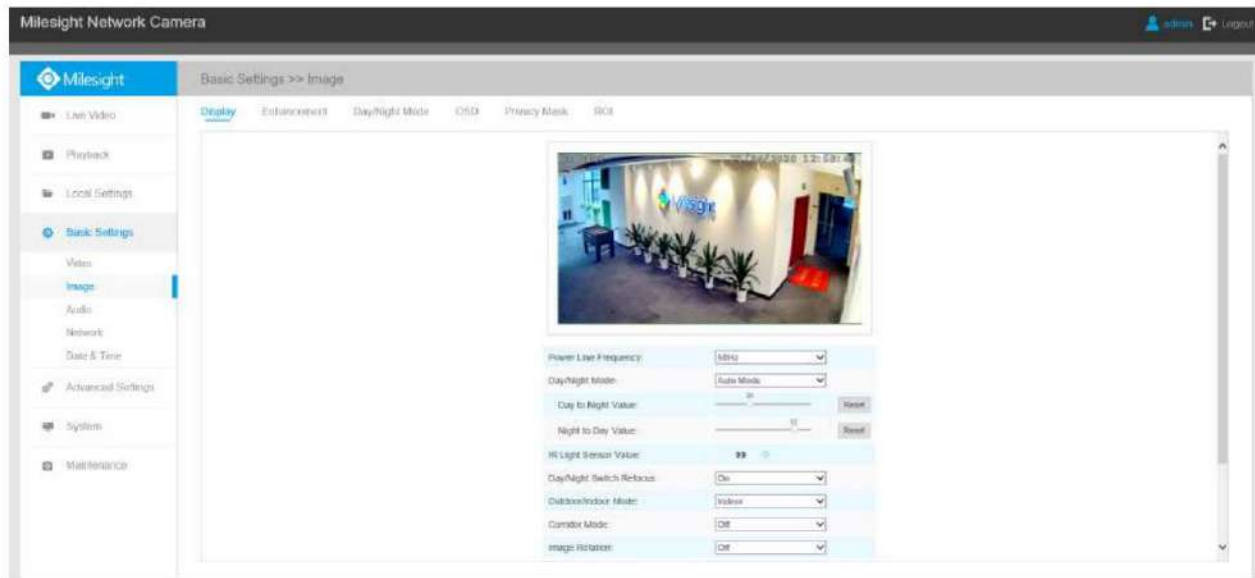 Milesight Network Camera
admin Logout
Milesight
Basic Settings >> Image
Live Video
Playback
Local Settings
Basic Settings
Video
Image
Audio
Network
Date & Time
Advanced Settings
System
Maintenance
Display Enhancement Day/Night Mode OSD Privacy Mask ROI
Milesight
Power Line Frequency:
Day/Night Mode: Auto Mode
Day to Night Value: Reset
Night to Day Value: Reset
IR Light Sensor Value: 99
Day/Night Switch Refocus: On
Outdoor/Indoor Mode: Indoor
Corridor Mode: Off
Image Rotation: Off